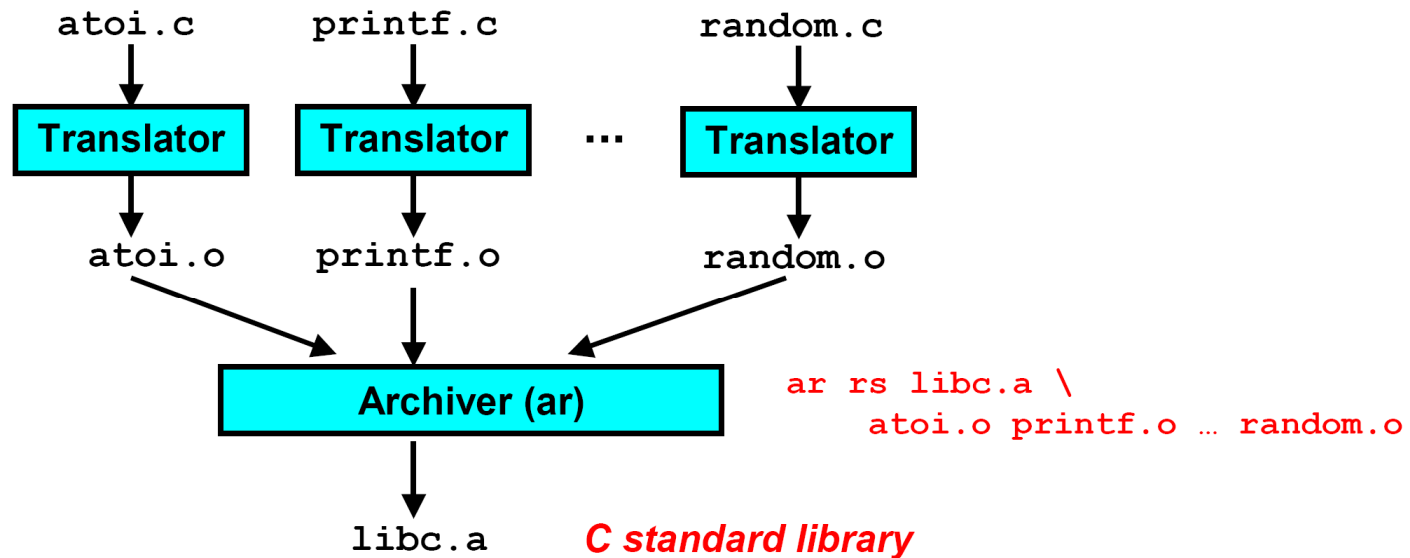 atoi.c printf.c random.c
Translator Translator ... Translator
atoi.o printf.o random.o
Archiver (ar)
ar rs libc.a \
atoi.o printf.o … random.o
libc.a C standard library